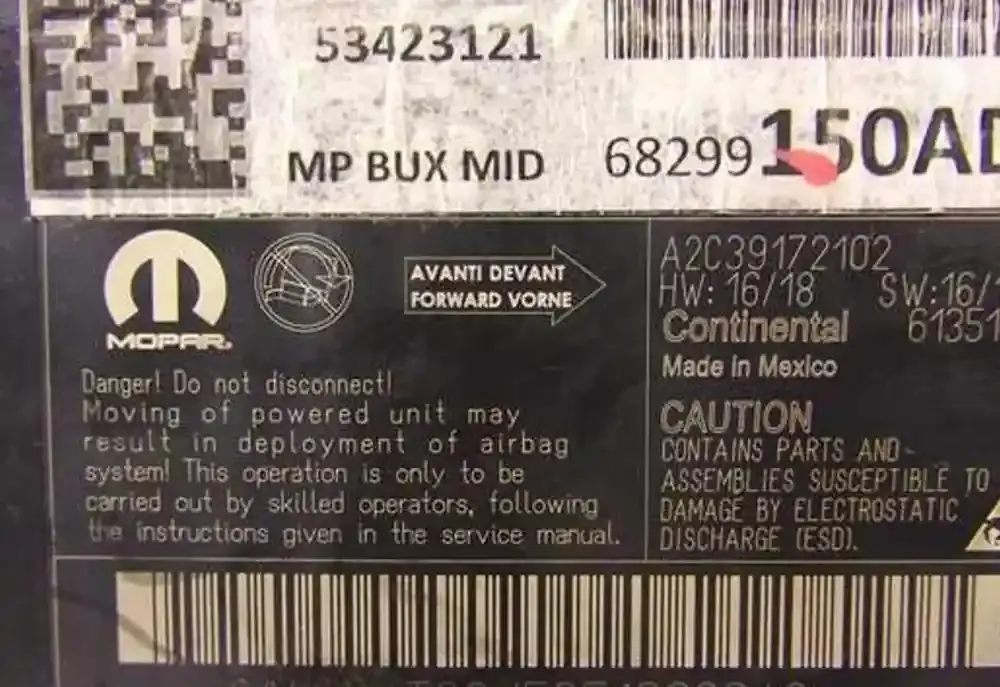 53423121
MP BUX MID
68299150AD
MOPAR
AVANTI DEVANT
FORWARD VORNE
A2C39172102
HW: 16/18 SW:16/
Continental 61351
Made in Mexico
Danger! Do not disconnect!
Moving of powered unit may
result in deployment of airbag
system! This operation is only to be
carried out by skilled operators, following
the instructions given in the service manual.
CAUTION
CONTAINS PARTS AND
ASSEMBLIES SUSCEPTIBLE TO
DAMAGE BY ELECTROSTATIC
DISCHARGE (ESD).